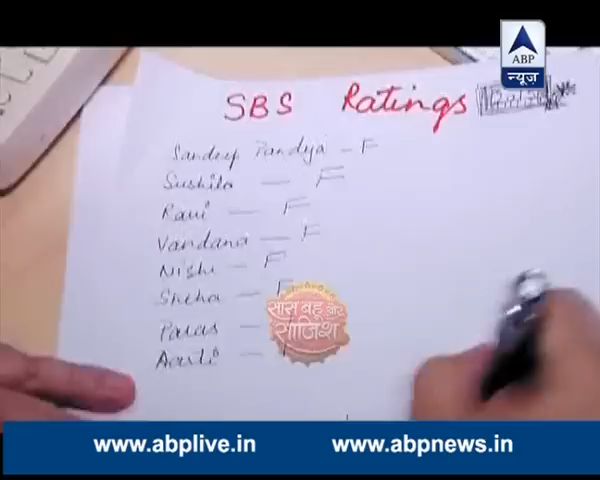 ABP
न्यूज़
SBS Ratings
Sandeep Pandya - F
Sushila - F
Ravi - F
Vandana - F
Nishi - F
Sneha - F
Paras -
Aarti -
सास बहू और
साज़िश
www.abplive.in www.abpnews.in